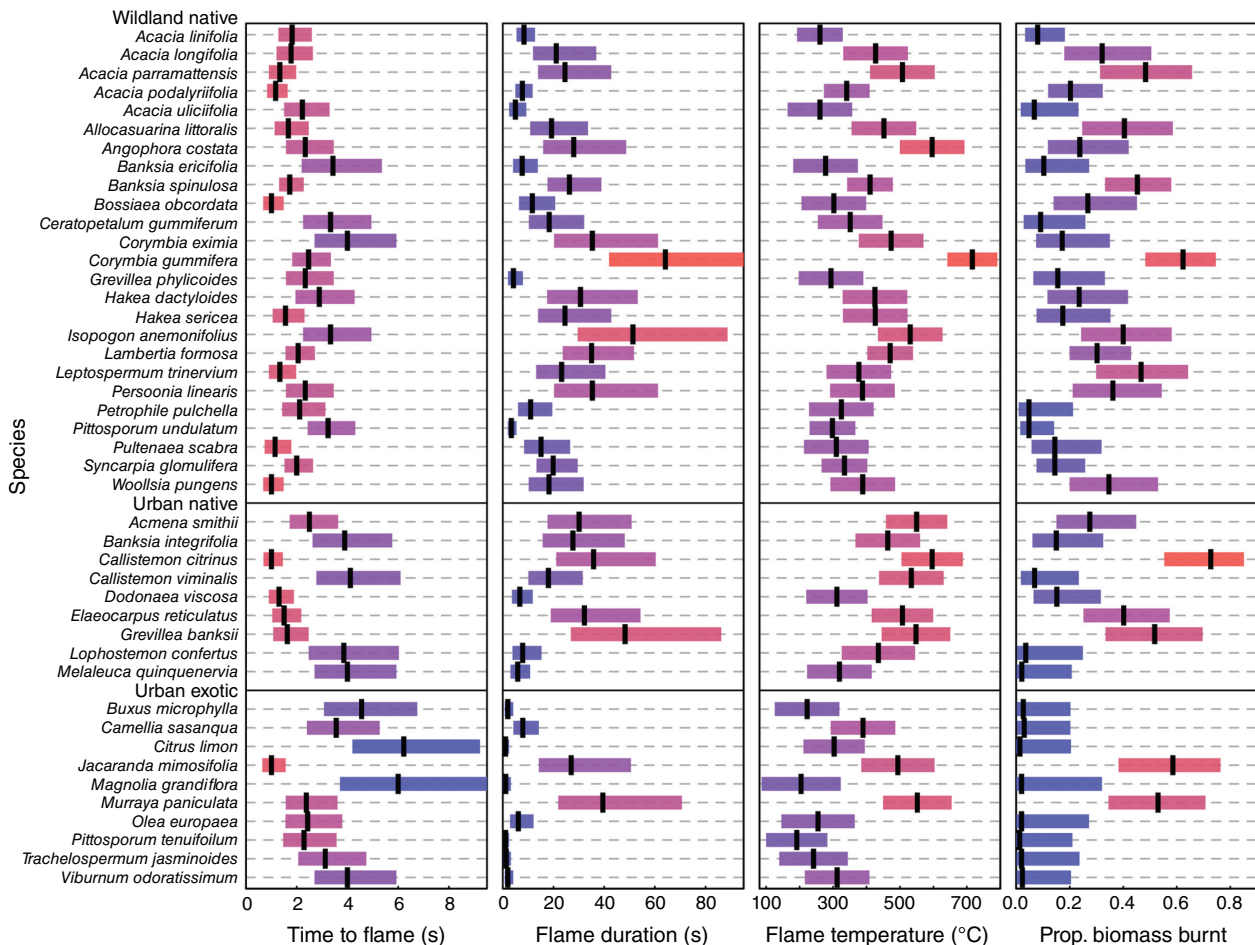 Wildland native
Acacia linifolia
Acacia longifolia
Acacia parramattensis
Acacia podalyriifolia
Acacia uliciifolia
Allocasuarina littoralis
Angophora costata
Banksia ericifolia
Banksia spinulosa
Bossiaea obcordata
Ceratopetalum gummiferum
Corymbia eximia
Corymbia gummifera
Grevillea phylicoides
Hakea dactyloides
Hakea sericea
Isopogon anemonifolius
Lambertia formosa
Leptospermum trinervium
Persoonia linearis
Petrophile pulchella
Pittosporum undulatum
Pultenaea scabra
Syncarpia glomulifera
Woollsia pungens
Urban native
Acmena smithii
Banksia integrifolia
Callistemon citrinus
Callistemon viminalis
Dodonaea viscosa
Elaeocarpus reticulatus
Grevillea banksii
Lophostemon confertus
Melaleuca quinquenervia
Urban exotic
Buxus microphylla
Camellia sasanqua
Citrus limon
Jacaranda mimosifolia
Magnolia grandiflora
Murraya paniculata
Olea europaea
Pittosporum tenuifoilum
Trachelospermum jasminoides
Viburnum odoratissimum
Species
0 2 4 6 8 0 20 40 60 80 100 300 500 700 0.0 0.2 0.4 0.6 0.8
Time to flame (s) Flame duration (s) Flame temperature (°C) Prop. biomass burnt